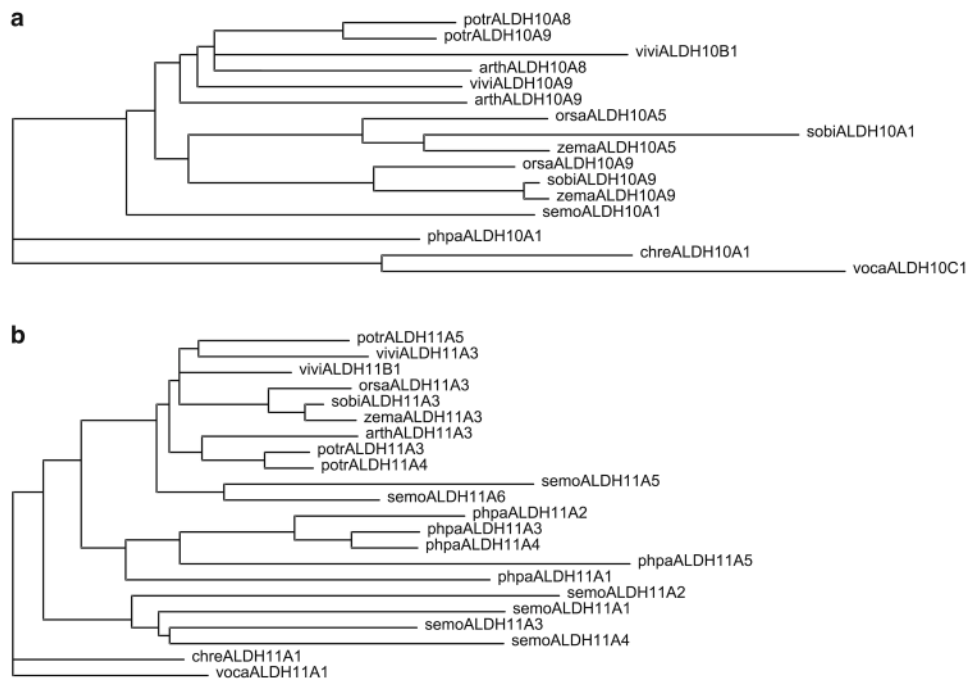 a
potrALDH10A8
potrALDH10A9
viviALDH10B1
arthALDH10A8
viviALDH10A9
arthALDH10A9
orsaALDH10A5
sobiALDH10A1
zemaALDH10A5
orsaALDH10A9
sobiALDH10A9
zemaALDH10A9
semoALDH10A1
phpaALDH10A1
chreALDH10A1
vocaALDH10C1
b
potrALDH11A5
viviALDH11A3
viviALDH11B1
orsaALDH11A3
sobiALDH11A3
zemaALDH11A3
arthALDH11A3
potrALDH11A3
potrALDH11A4
semoALDH11A5
semoALDH11A6
phpaALDH11A2
phpaALDH11A3
phpaALDH11A4
phpaALDH11A5
phpaALDH11A1
semoALDH11A2
semoALDH11A1
semoALDH11A3
semoALDH11A4
chreALDH11A1
vocaALDH11A1